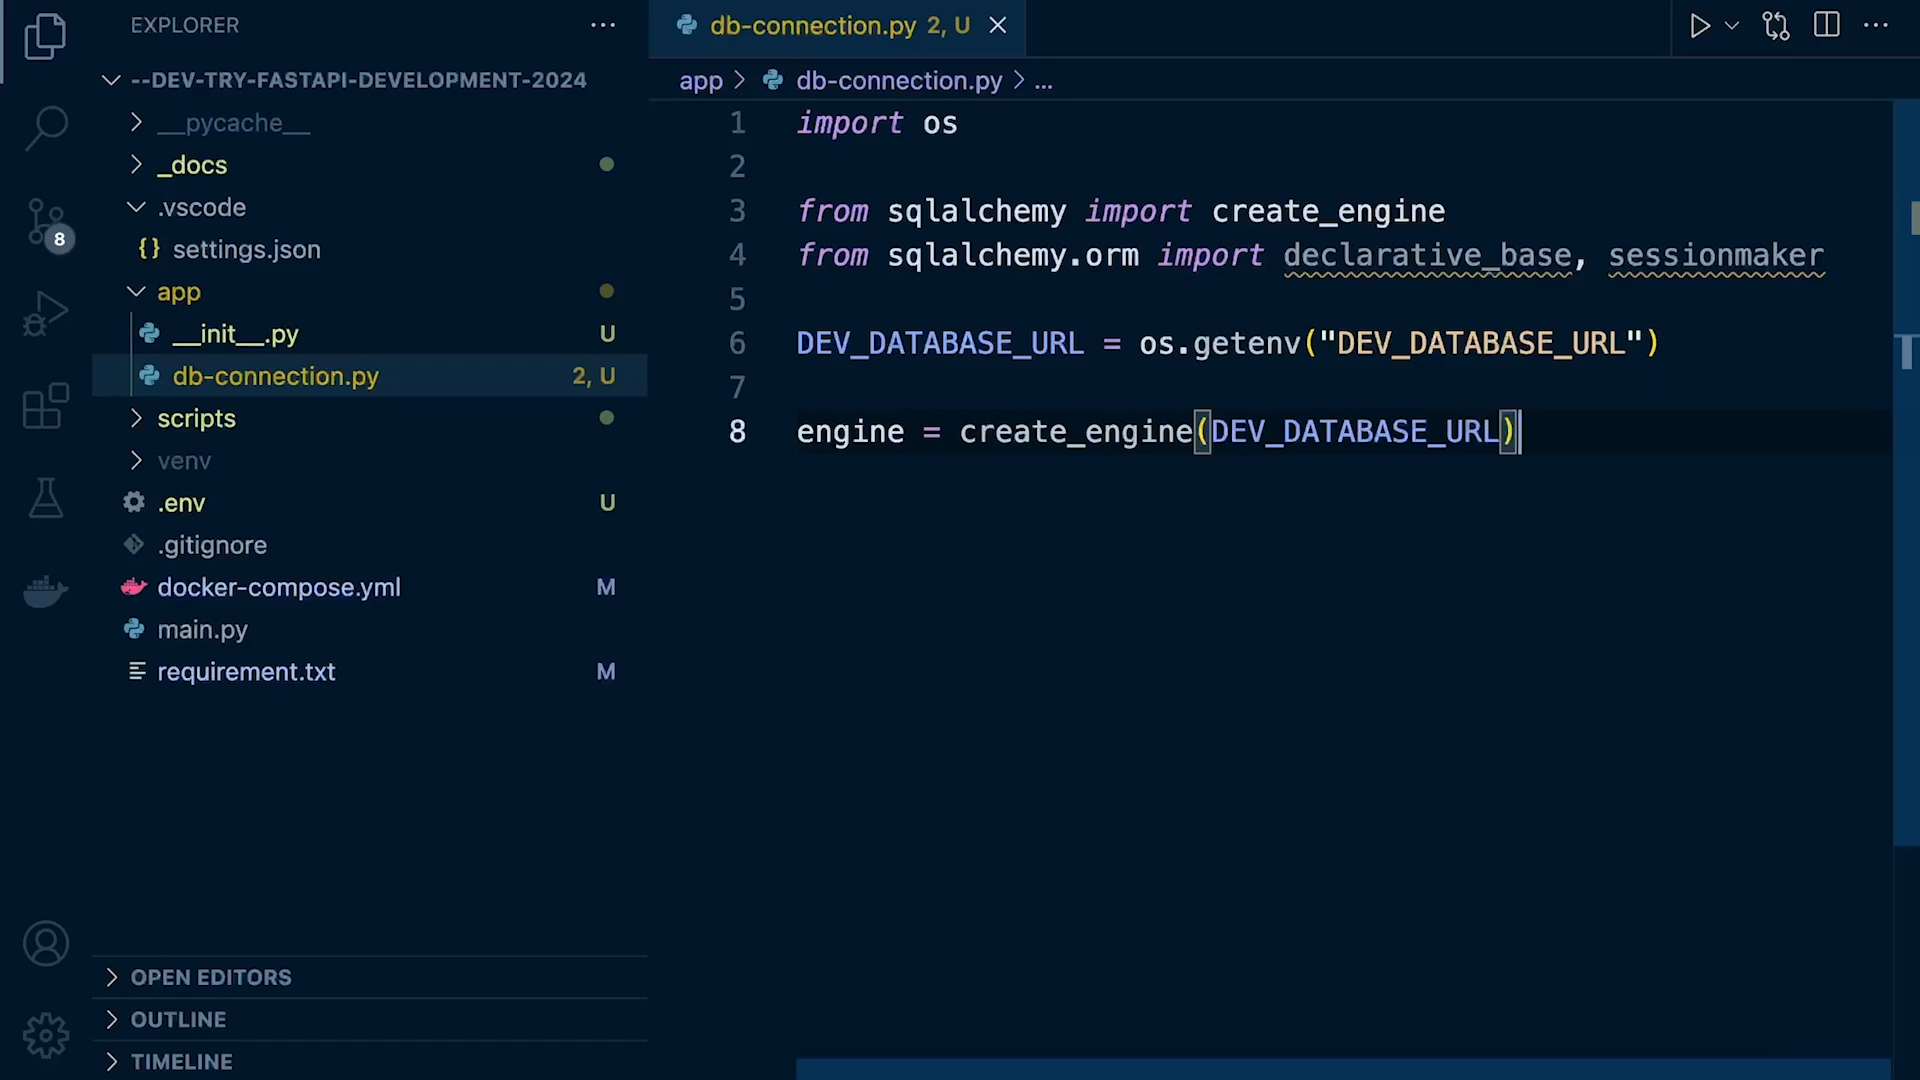 EXPLORER
--DEV-TRY-FASTAPI-DEVELOPMENT-2024
__pycache__
_docs
.vscode
{} settings.json
app
__init__.py U
db-connection.py 2, U
scripts
venv
.env U
.gitignore
docker-compose.yml M
main.py
requirement.txt M
OPEN EDITORS
OUTLINE
TIMELINE
8
db-connection.py 2, U
app > db-connection.py > ...
1 import os
2
3 from sqlalchemy import create_engine
4 from sqlalchemy.orm import declarative_base, sessionmaker
5
6 DEV_DATABASE_URL = os.getenv("DEV_DATABASE_URL")
7
8 engine = create_engine(DEV_DATABASE_URL)